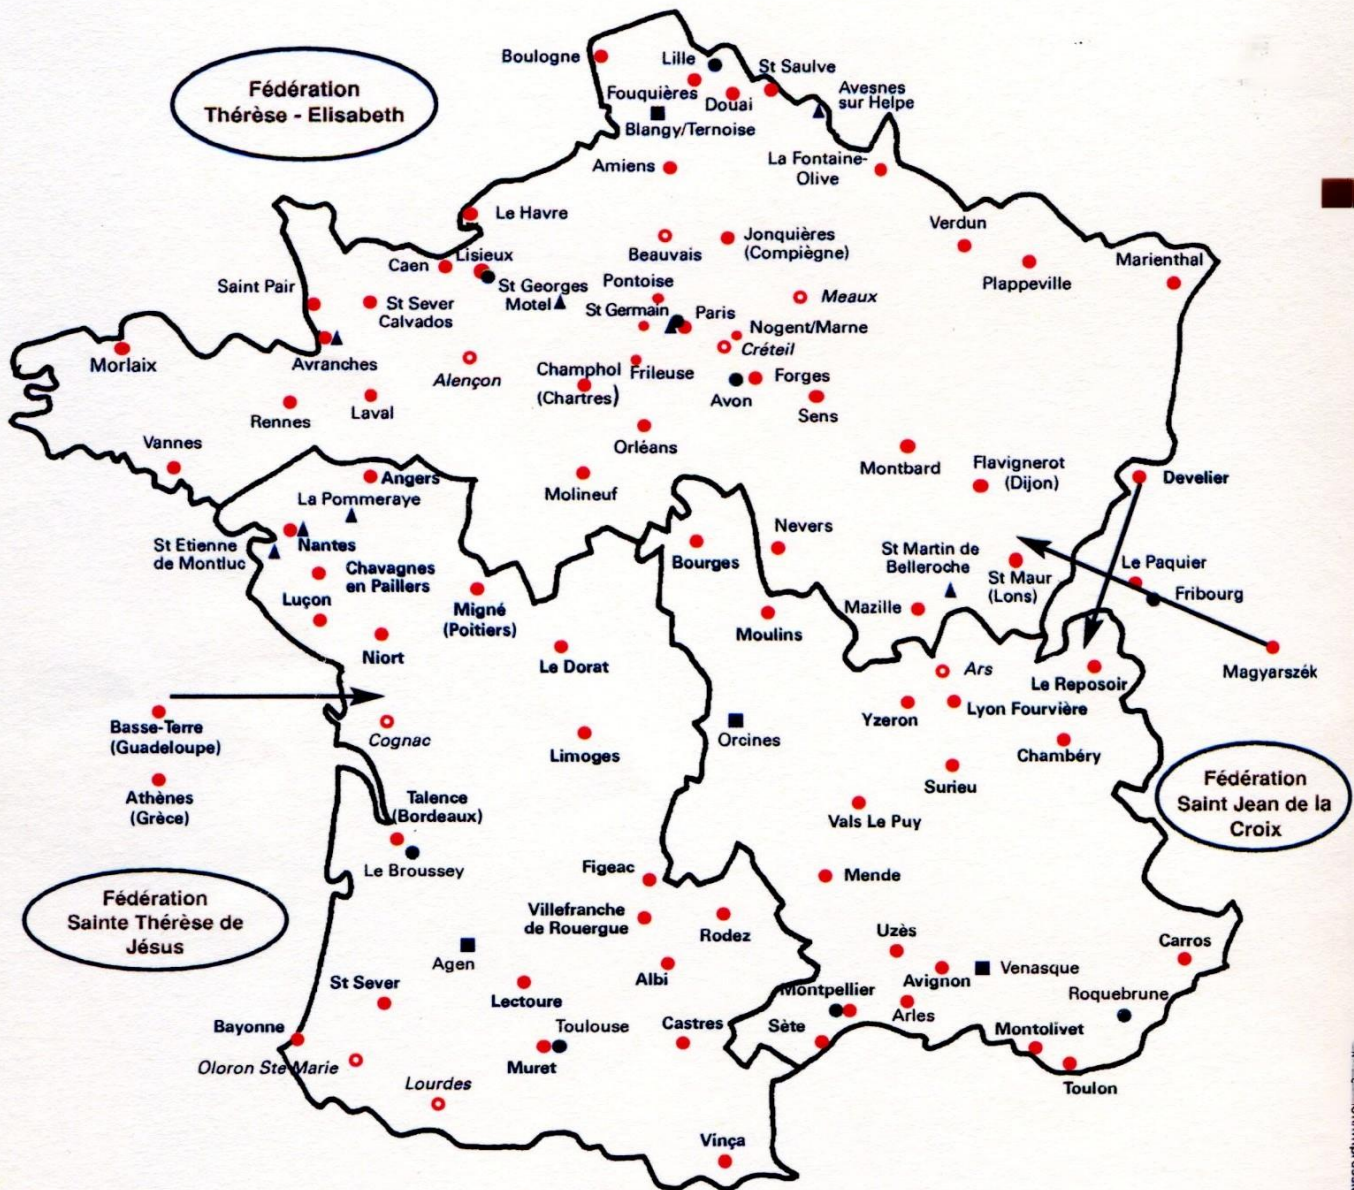 Boulogne
Lille
St Saulve
Fédération
Thérèse - Elisabeth
Fouquières
Douai
Avesnes
sur Helpe
Blangy/Ternoise
Amiens
La Fontaine-
Olive
Le Havre
Verdun
Beauvais
Jonquières
(Compiègne)
Caen
Lisieux
Marienthal
Plappeville
Saint Pair
St Sever
Calvados
St Georges
Motel
Pontoise
Meaux
St Germain
Paris
Nogent/Marne
Créteil
Morlaix
Avranches
Alençon
Champhol
(Chartres)
Frileuse
Avon
Forges
Sens
Rennes
Laval
Orléans
Vannes
Angers
Molineuf
Montbard
Flavignerot
(Dijon)
Develier
La Pommeraye
St Etienne
de Montluc
Nantes
Nevers
Bourges
St Martin de
Belleroche
St Maur
(Lons)
Le Paquier
Fribourg
Chavagnes
en Paillers
Luçon
Migné
(Poitiers)
Moulins
Mazille
Niort
Le Dorat
Ars
Le Reposoir
Magyarszék
Basse-Terre
(Guadeloupe)
Cognac
Limoges
Orcines
Yzeron
Lyon Fourvière
Chambéry
Athènes
(Grèce)
Surieu
Fédération
Saint Jean de la
Croix
Talence
(Bordeaux)
Vals Le Puy
Le Broussey
Figeac
Mende
Fédération
Sainte Thérèse de
Jésus
Villefranche
de Rouergue
Rodez
Uzès
Carros
Agen
Albi
Avignon
Venasque
St Sever
Lectoure
Montpellier
Arles
Roquebrune
Bayonne
Toulouse
Castres
Sète
Montolivet
Oloron Ste Marie
Muret
Toulon
Lourdes
Vinça